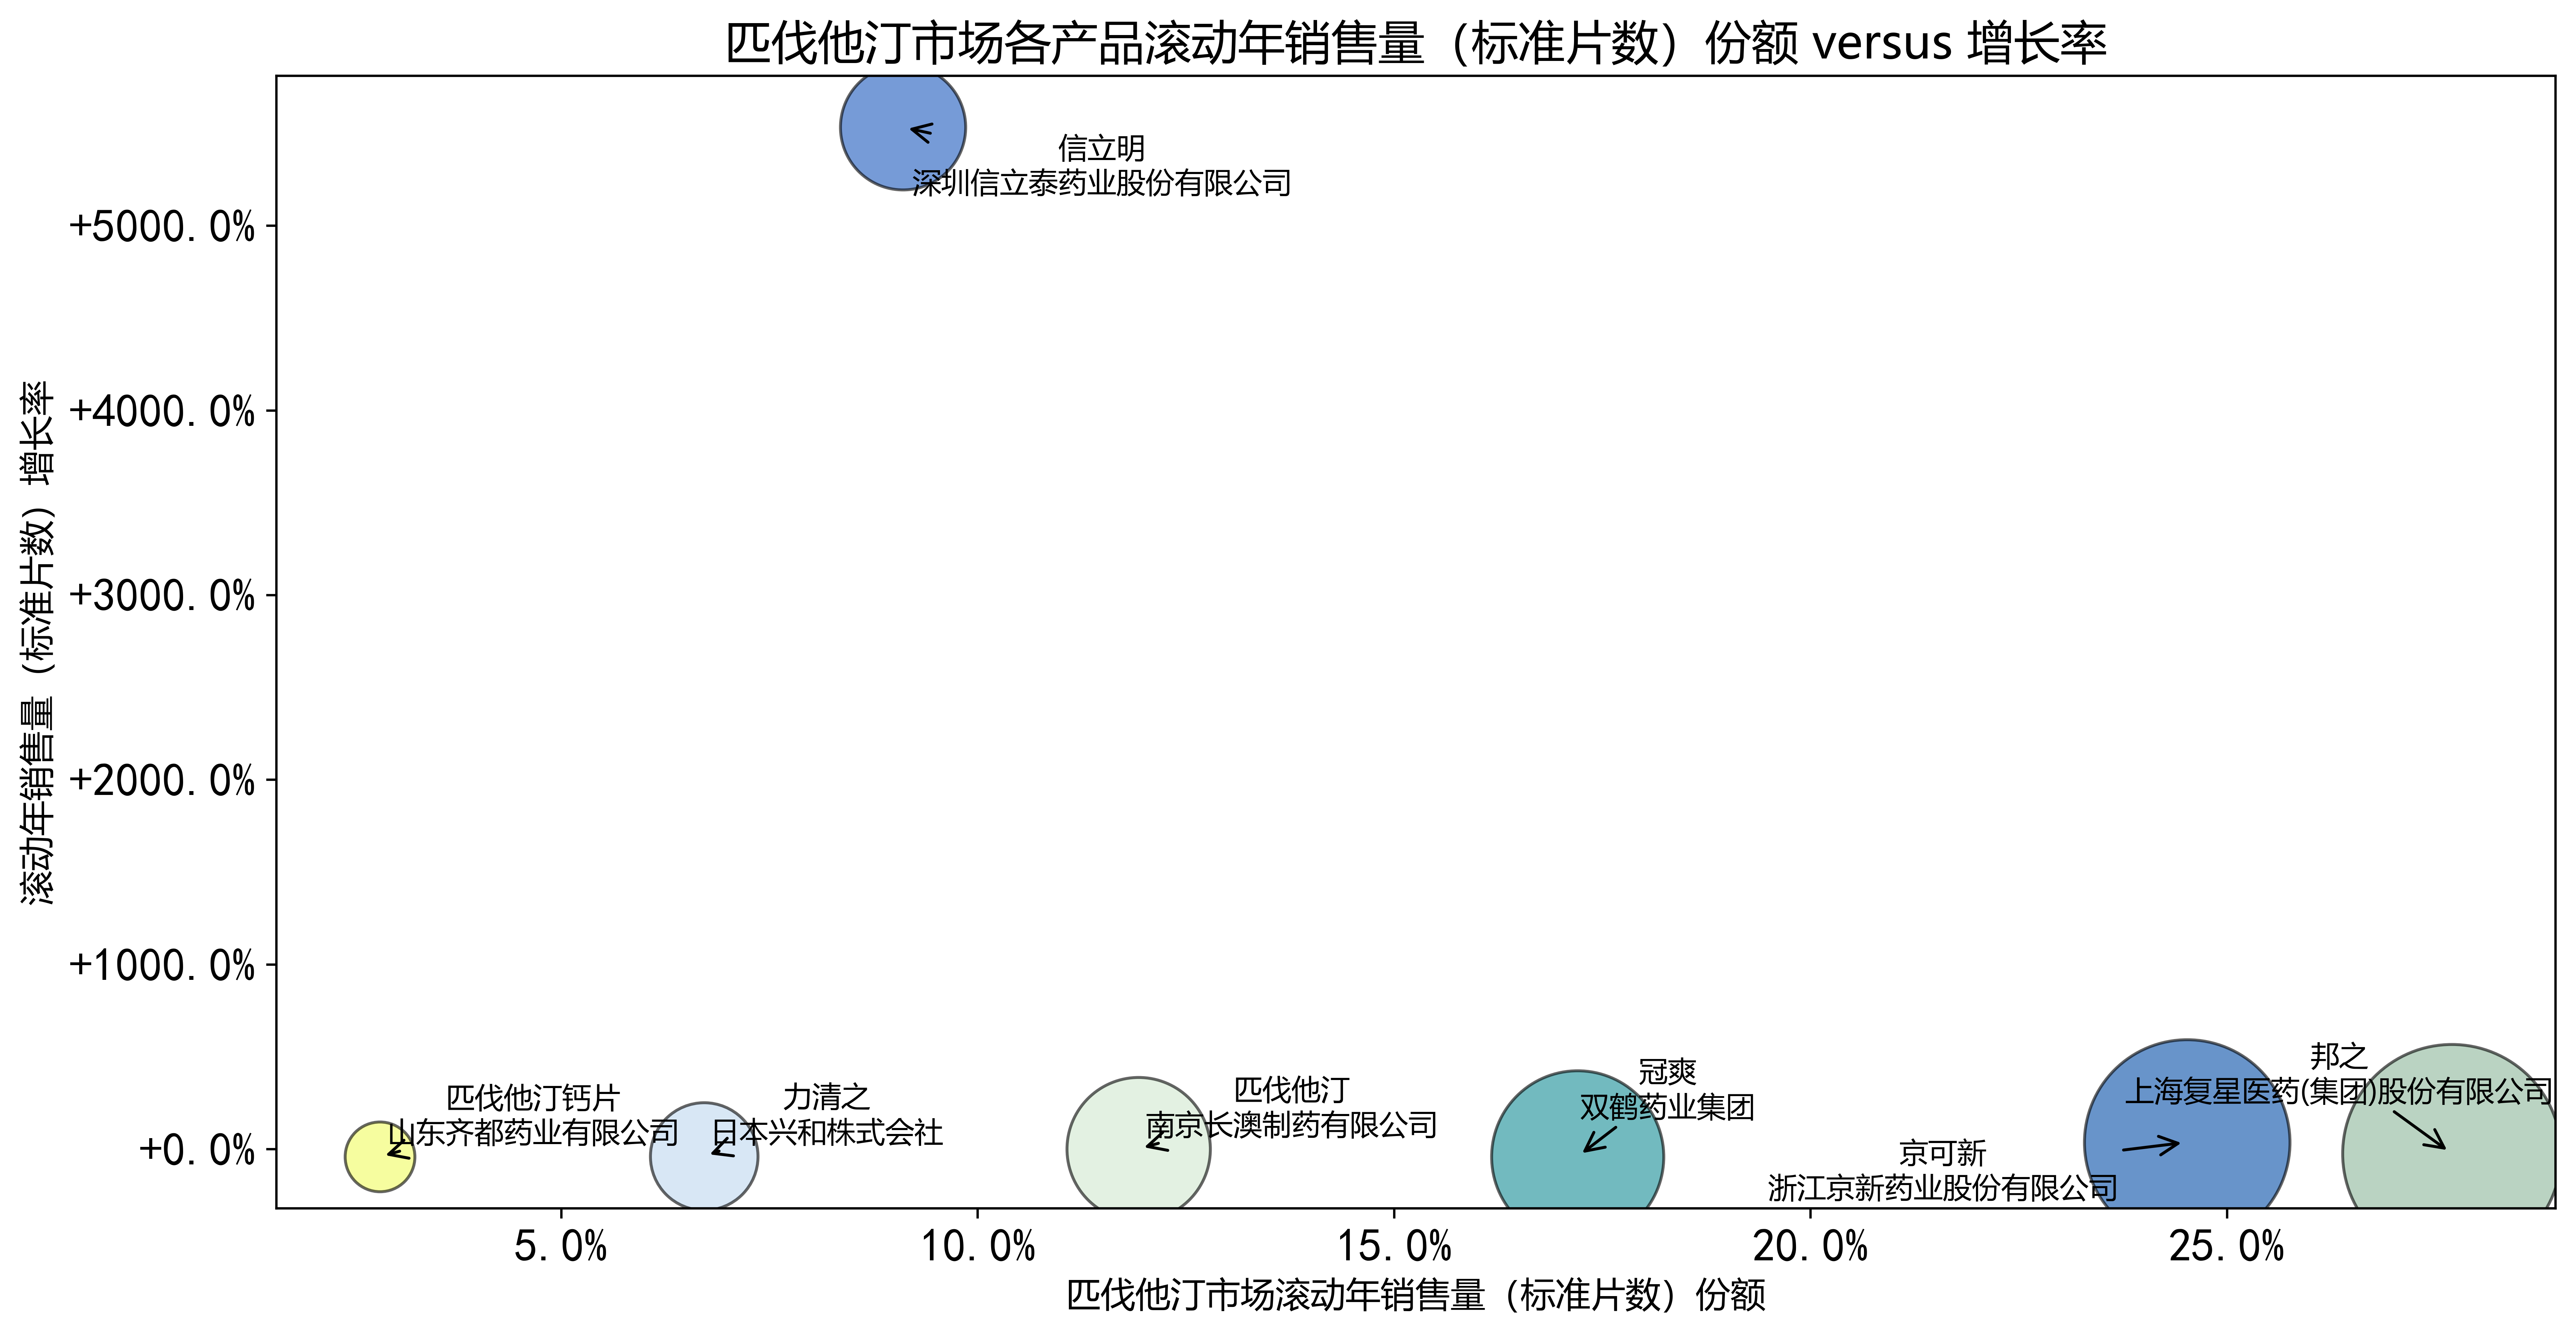 匹伐他汀市场各产品滚动年销售量（标准片数）份额 versus 增长率
滚动年销售量（标准片数）增长率
+5000.0%
+4000.0%
+3000.0%
+2000.0%
+1000.0%
+0.0%
信立明
深圳信立泰药业股份有限公司
匹伐他汀钙片
山东齐都药业有限公司
力清之
日本兴和株式会社
匹伐他汀
南京长澳制药有限公司
冠爽
双鹤药业集团
京可新
浙江京新药业股份有限公司
邦之
上海复星医药(集团)股份有限公司
5.0%
10.0%
15.0%
20.0%
25.0%
匹伐他汀市场滚动年销售量（标准片数）份额